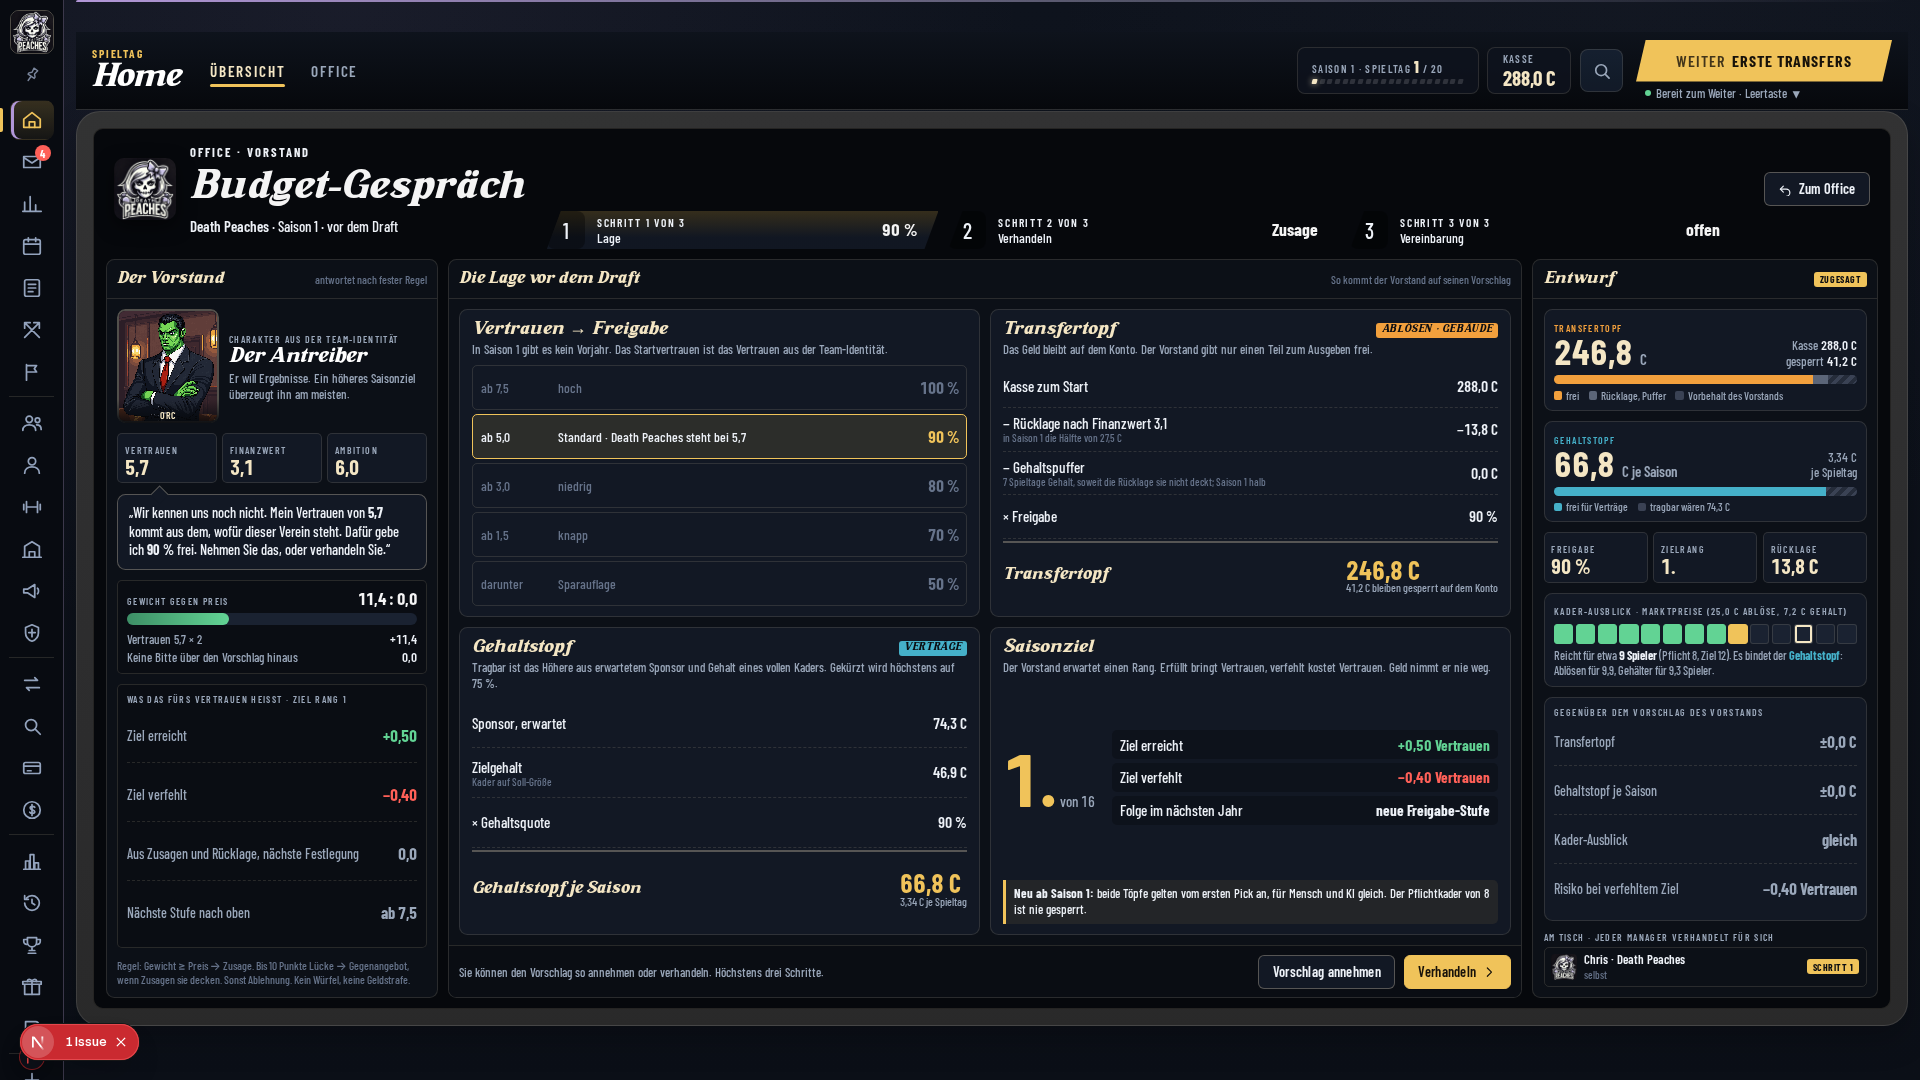 SPIELTAG
Home
ÜBERSICHT
OFFICE
SAISON 1 · SPIELTAG 1 / 20
KASSE
288,0 C
WEITER ERSTE TRANSFERS
Bereit zum Weiter · Leertaste ▼
4
OFFICE · VORSTAND
Budget-Gespräch
Death Peaches · Saison 1 · vor dem Draft
Zum Office
1
SCHRITT 1 VON 3
Lage
90 %
2
SCHRITT 2 VON 3
Verhandeln
Zusage
3
SCHRITT 3 VON 3
Vereinbarung
offen
Der Vorstand
antwortet nach fester Regel
CHARAKTER AUS DER TEAM-IDENTITÄT
Der Antreiber
Er will Ergebnisse. Ein höheres Saisonziel
überzeugt ihn am meisten.
VERTRAUEN
5,7
FINANZWERT
3,1
AMBITION
6,0
„Wir kennen uns noch nicht. Mein Vertrauen von 5,7
kommt aus dem, wofür dieser Verein steht. Dafür gebe
ich 90 % frei. Nehmen Sie das, oder verhandeln Sie.“
GEWICHT GEGEN PREIS
11,4 : 0,0
Vertrauen 5,7 × 2
+11,4
Keine Bitte über den Vorschlag hinaus
0,0
WAS DAS FÜRS VERTRAUEN HEISST · ZIEL RANG 1
Ziel erreicht
+0,50
Ziel verfehlt
−0,40
Aus Zusagen und Rücklage, nächste Festlegung
0,0
Nächste Stufe nach oben
ab 7,5
Regel: Gewicht ≥ Preis → Zusage. Bis 10 Punkte Lücke → Gegenangebot,
wenn Zusagen sie decken. Sonst Ablehnung. Kein Würfel, keine Geldstrafe.
Die Lage vor dem Draft
So kommt der Vorstand auf seinen Vorschlag
Vertrauen → Freigabe
In Saison 1 gibt es kein Vorjahr. Das Startvertrauen ist das Vertrauen aus der Team-Identität.
ab 7,5
hoch
100 %
ab 5,0
Standard · Death Peaches steht bei 5,7
90 %
ab 3,0
niedrig
80 %
ab 1,5
knapp
70 %
darunter
Sparauflage
50 %
Transfertopf
ABLÖSEN · GEBÄUDE
Das Geld bleibt auf dem Konto. Der Vorstand gibt nur einen Teil zum Ausgeben frei.
Kasse zum Start
288,0 C
− Rücklage nach Finanzwert 3,1
in Saison 1 die Hälfte von 27,5 C
−13,8 C
− Gehaltspuffer
7 Spieltage Gehalt, soweit die Rücklage sie nicht deckt; Saison 1 halb
0,0 C
× Freigabe
90 %
Transfertopf
246,8 C
41,2 C bleiben gesperrt auf dem Konto
Gehaltstopf
VERTRÄGE
Tragbar ist das Höhere aus erwartetem Sponsor und Gehalt eines vollen Kaders. Gekürzt wird höchstens auf
75 %.
Sponsor, erwartet
74,3 C
Zielgehalt
Kader auf Soll-Größe
46,9 C
× Gehaltsquote
90 %
Gehaltstopf je Saison
66,8 C
3,34 C je Spieltag
Saisonziel
Der Vorstand erwartet einen Rang. Erfüllt bringt Vertrauen, verfehlt kostet Vertrauen. Geld nimmt er nie weg.
1. von 16
Ziel erreicht
+0,50 Vertrauen
Ziel verfehlt
−0,40 Vertrauen
Folge im nächsten Jahr
neue Freigabe-Stufe
Neu ab Saison 1: beide Töpfe gelten vom ersten Pick an, für Mensch und KI gleich. Der Pflichtkader von 8
ist nie gesperrt.
Sie können den Vorschlag so annehmen oder verhandeln. Höchstens drei Schritte.
Vorschlag annehmen
Verhandeln
Entwurf
ZUGESAGT
TRANSFERTOPF
246,8 C
Kasse 288,0 C
gesperrt 41,2 C
frei
Rücklage, Puffer
Vorbehalt des Vorstands
GEHALTSTOPF
66,8 C je Saison
3,34 C
je Spieltag
frei für Verträge
tragbar wären 74,3 C
FREIGABE
90 %
ZIELRANG
1.
RÜCKLAGE
13,8 C
KADER-AUSBLICK · MARKTPREISE (25,0 C ABLÖSE, 7,2 C GEHALT)
Reicht für etwa 9 Spieler (Pflicht 8, Ziel 12). Es bindet der Gehaltstopf:
Ablösen für 9,9, Gehälter für 9,3 Spieler.
GEGENÜBER DEM VORSCHLAG DES VORSTANDS
Transfertopf
±0,0 C
Gehaltstopf je Saison
±0,0 C
Kader-Ausblick
gleich
Risiko bei verfehltem Ziel
−0,40 Vertrauen
AM TISCH · JEDER MANAGER VERHANDELT FÜR SICH
Chris · Death Peaches
selbst
SCHRITT 1
N
1 Issue